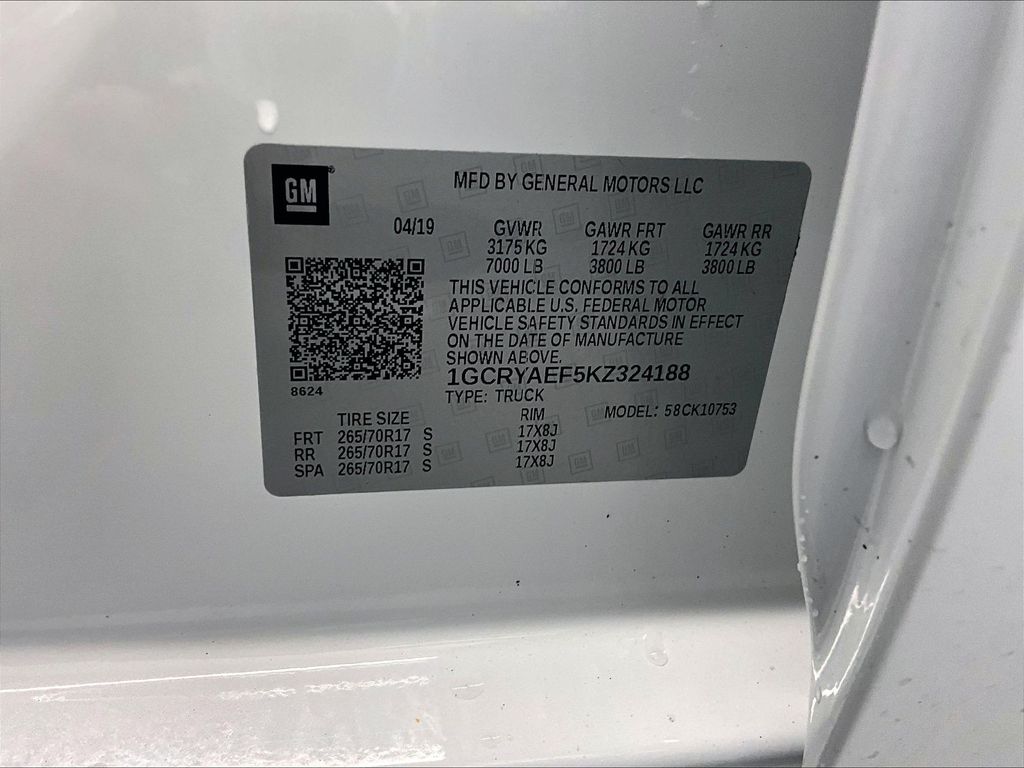 GM
MFD BY GENERAL MOTORS LLC
04/19 GVWR GAWR FRT GAWR RR
3175 KG 1724 KG 1724 KG
7000 LB 3800 LB 3800 LB
THIS VEHICLE CONFORMS TO ALL
APPLICABLE U.S. FEDERAL MOTOR
VEHICLE SAFETY STANDARDS IN EFFECT
ON THE DATE OF MANUFACTURE
SHOWN ABOVE.
1GCRYAEF5KZ324188
8624
TYPE: TRUCK
TIRE SIZE RIM MODEL: 58CK10753
FRT 265/70R17 S 17X8J
RR 265/70R17 S 17X8J
SPA 265/70R17 S 17X8J